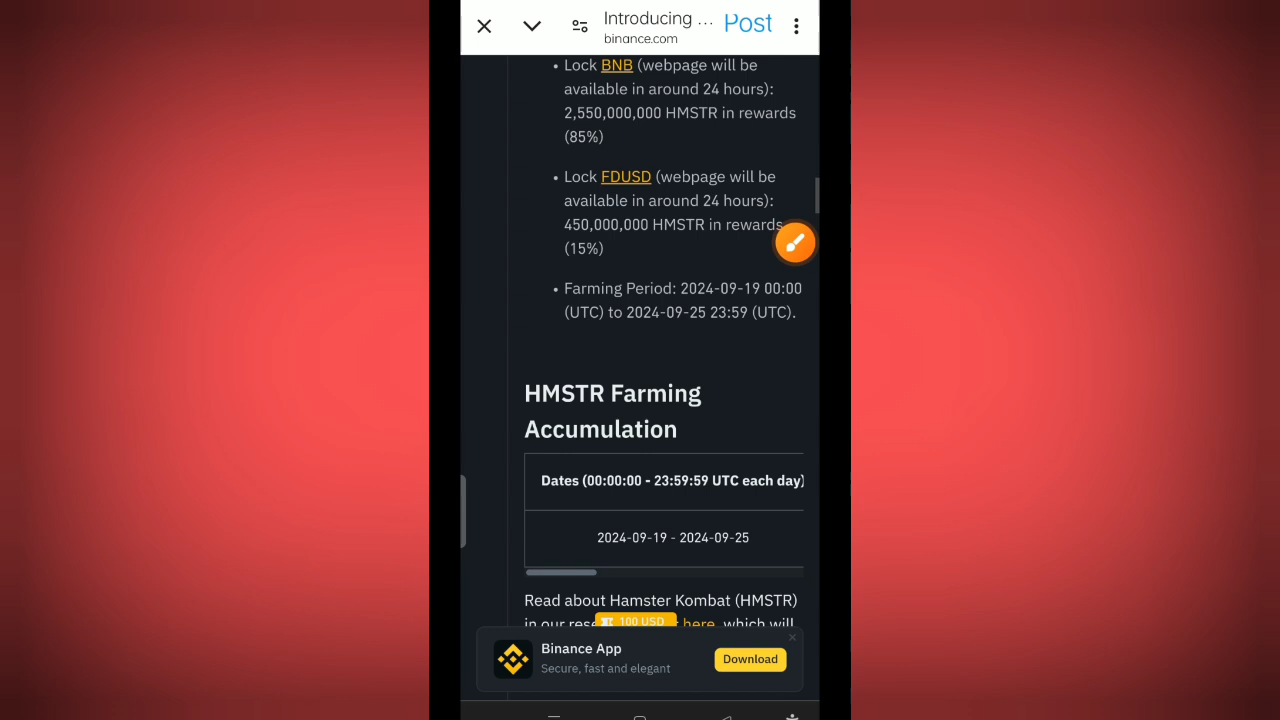 Introducing ... Post
binance.com
• Lock BNB (webpage will be
available in around 24 hours):
2,550,000,000 HMSTR in rewards
(85%)
• Lock FDUSD (webpage will be
available in around 24 hours):
450,000,000 HMSTR in rewards
(15%)
• Farming Period: 2024-09-19 00:00
(UTC) to 2024-09-25 23:59 (UTC).
HMSTR Farming
Accumulation
Dates (00:00:00 - 23:59:59 UTC each day)
2024-09-19 - 2024-09-25
Read about Hamster Kombat (HMSTR)
in our here, which will
100 USD
Binance App
Secure, fast and elegant
Download